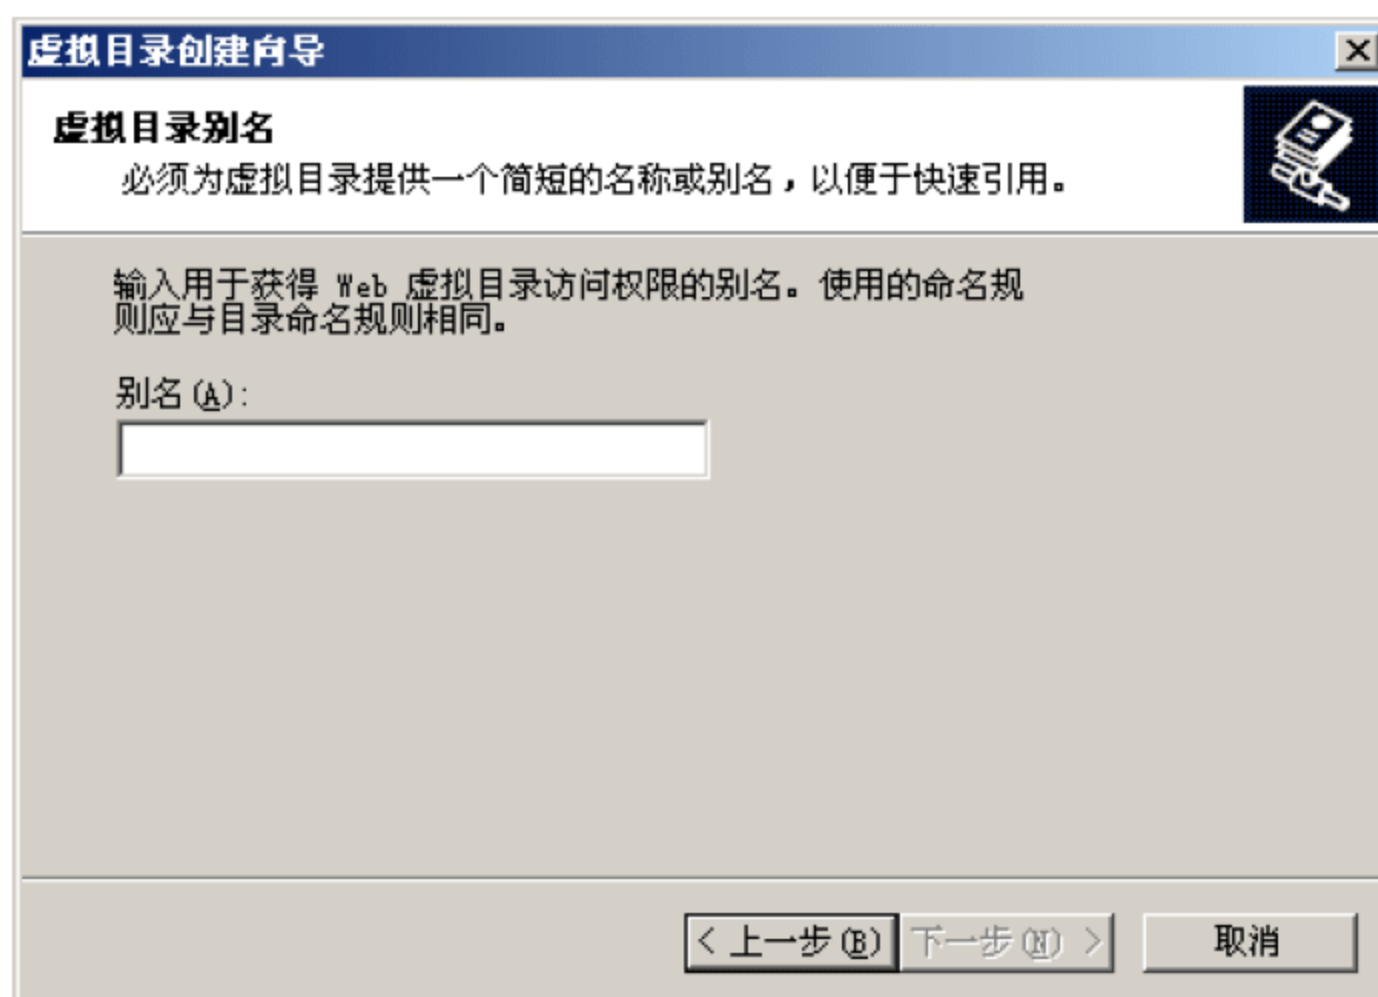 虚拟目录创建向导
虚拟目录别名
必须为虚拟目录提供一个简短的名称或别名，以便于快速引用。
输入用于获得 Web 虚拟目录访问权限的别名。使用的命名规
则应与目录命名规则相同。
别名(A):
< 上一步(B) 下一步(N) > 取消